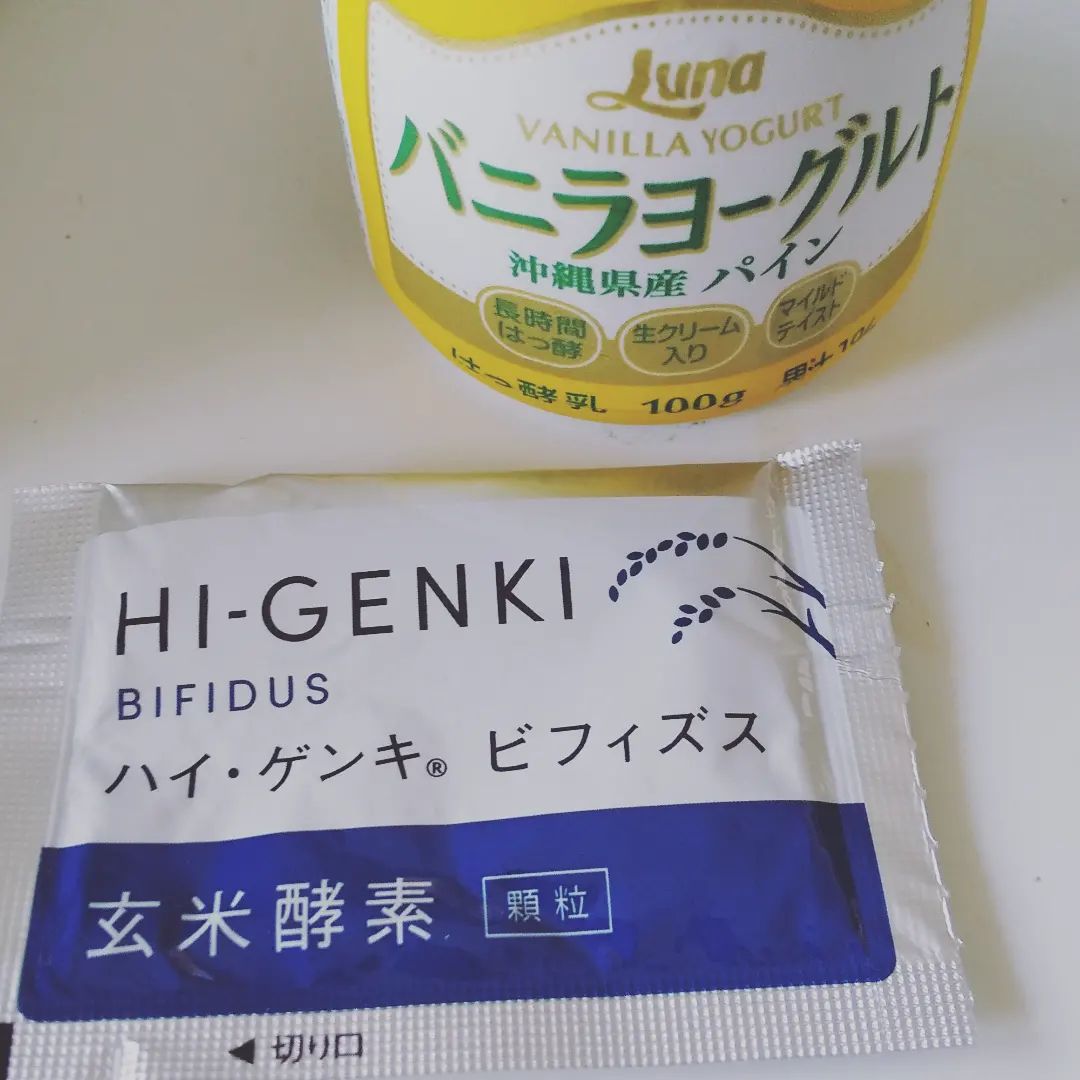 Luna
VANILLA YOGURT
バニラヨーグルト
沖縄県産 パイン
長時間
はっ酵
生クリーム
入り
マイルド
テイスト
はっ酵乳 100g 果汁
HI-GENKI
BIFIDUS
ハイ・ゲンキ® ビフィズス
玄米酵素 顆粒
◀ 切り口